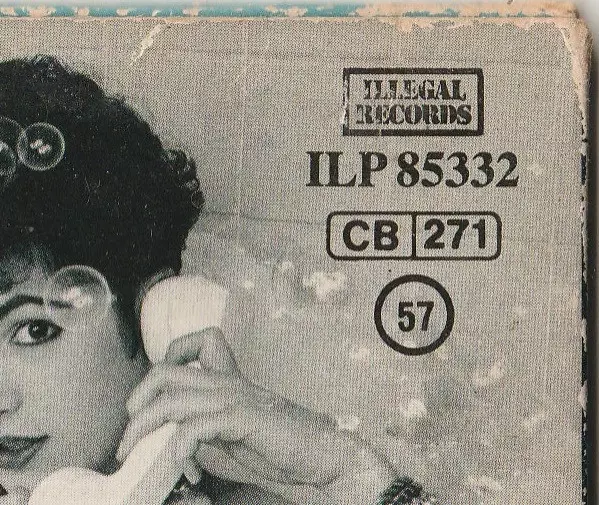 ILLEGAL
RECORDS
ILP 85332
CB 271
57